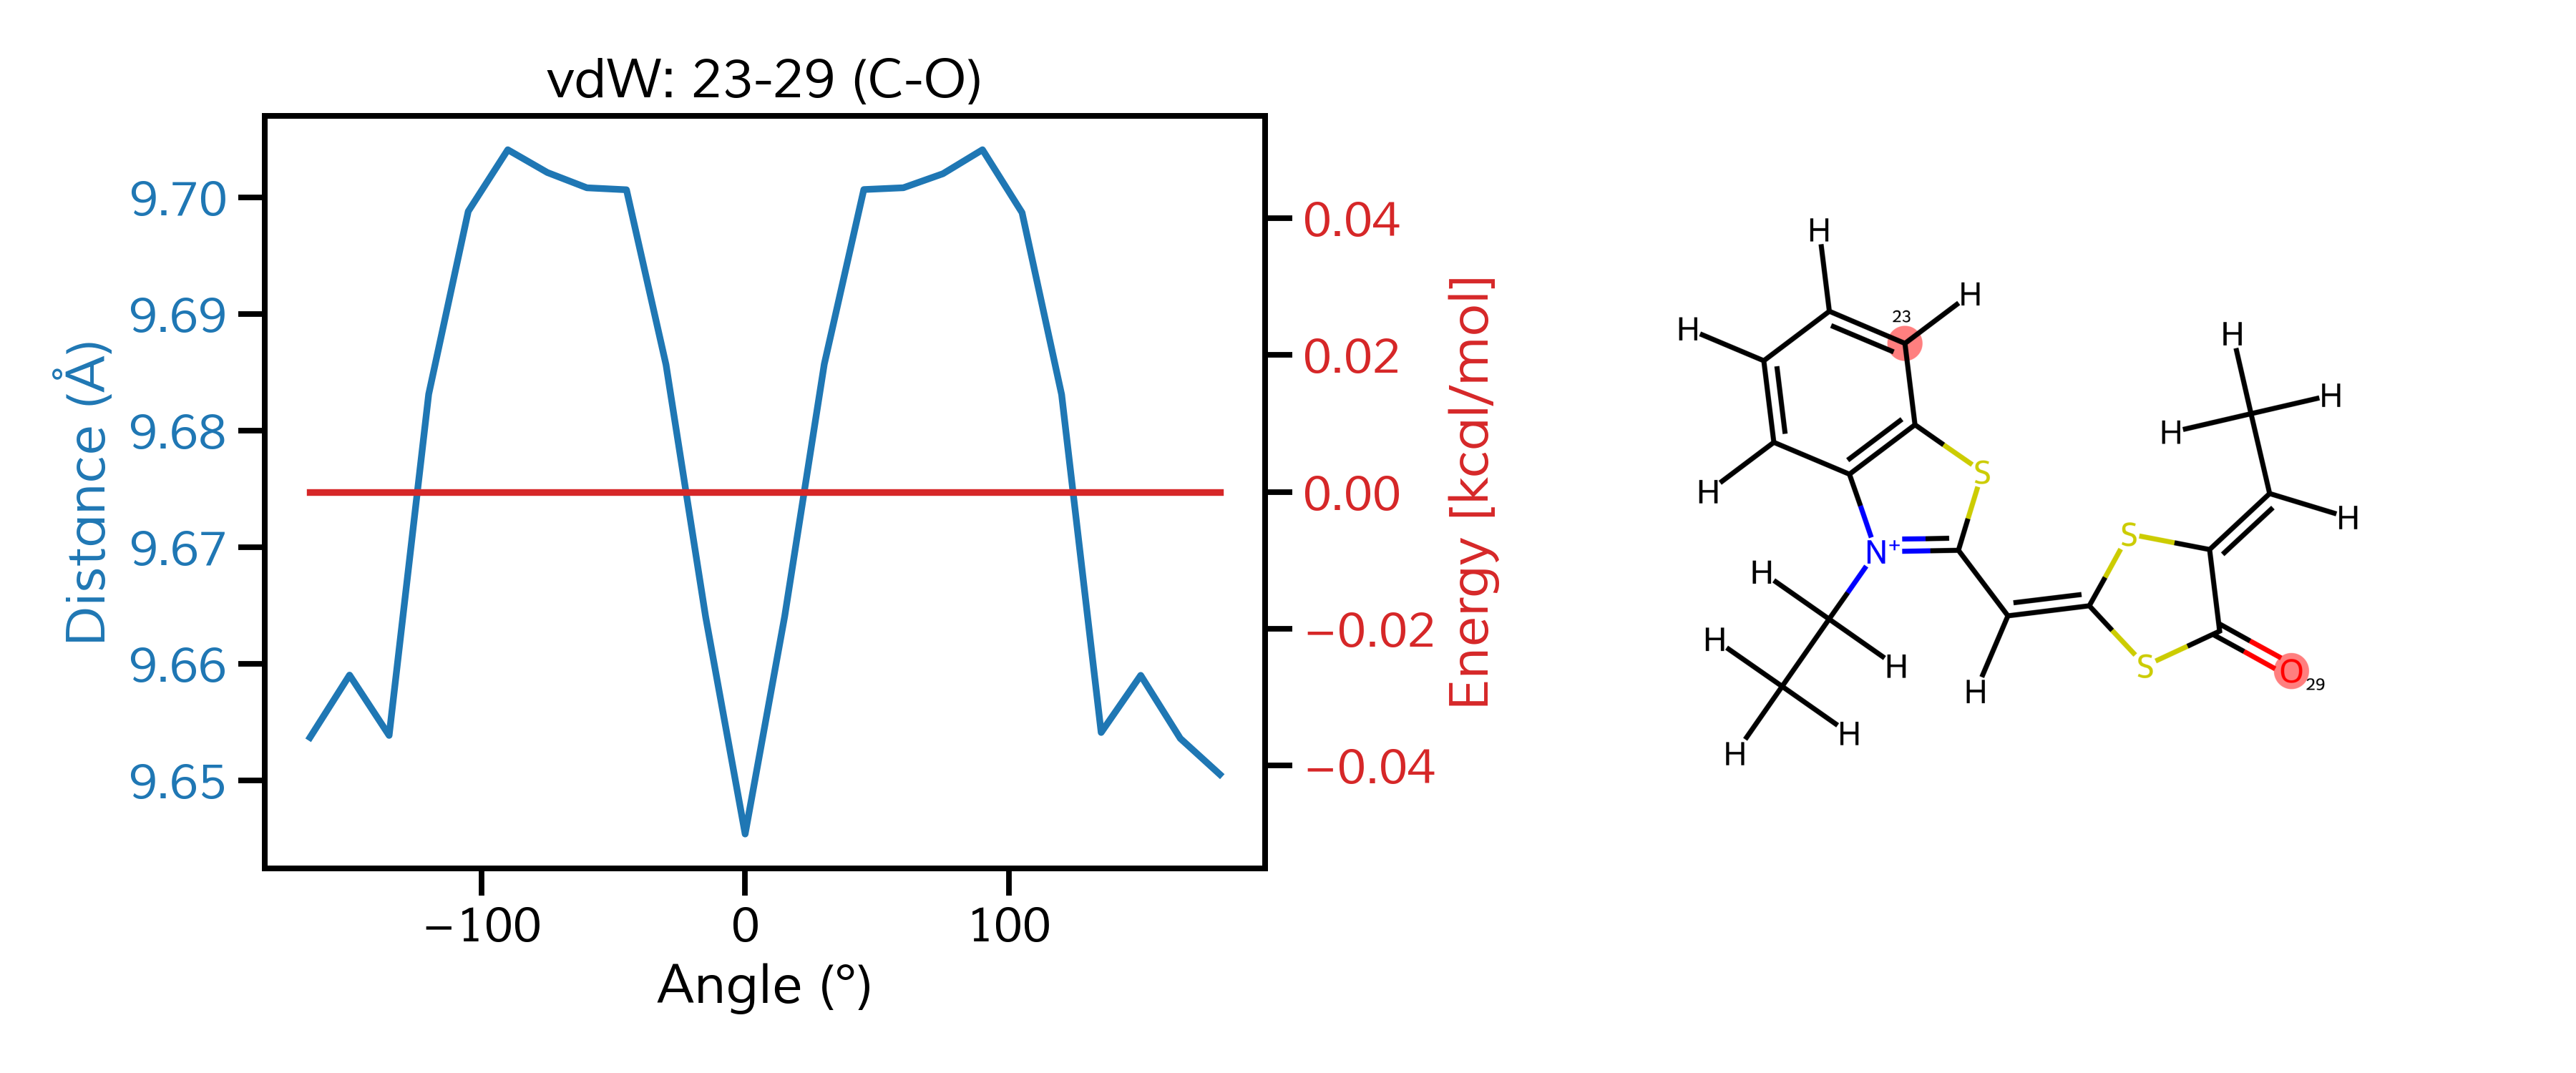 vdW: 23-29 (C-O)
Distance (Å)
9.70
9.69
9.68
9.67
9.66
9.65
−100
0
100
Angle (°)
0.04
0.02
0.00
−0.02
−0.04
Energy [kcal/mol]
H
23
H
H
H
H
H
S
H
H
S
N+
H
H
H
H
S
O
29
H
H
H